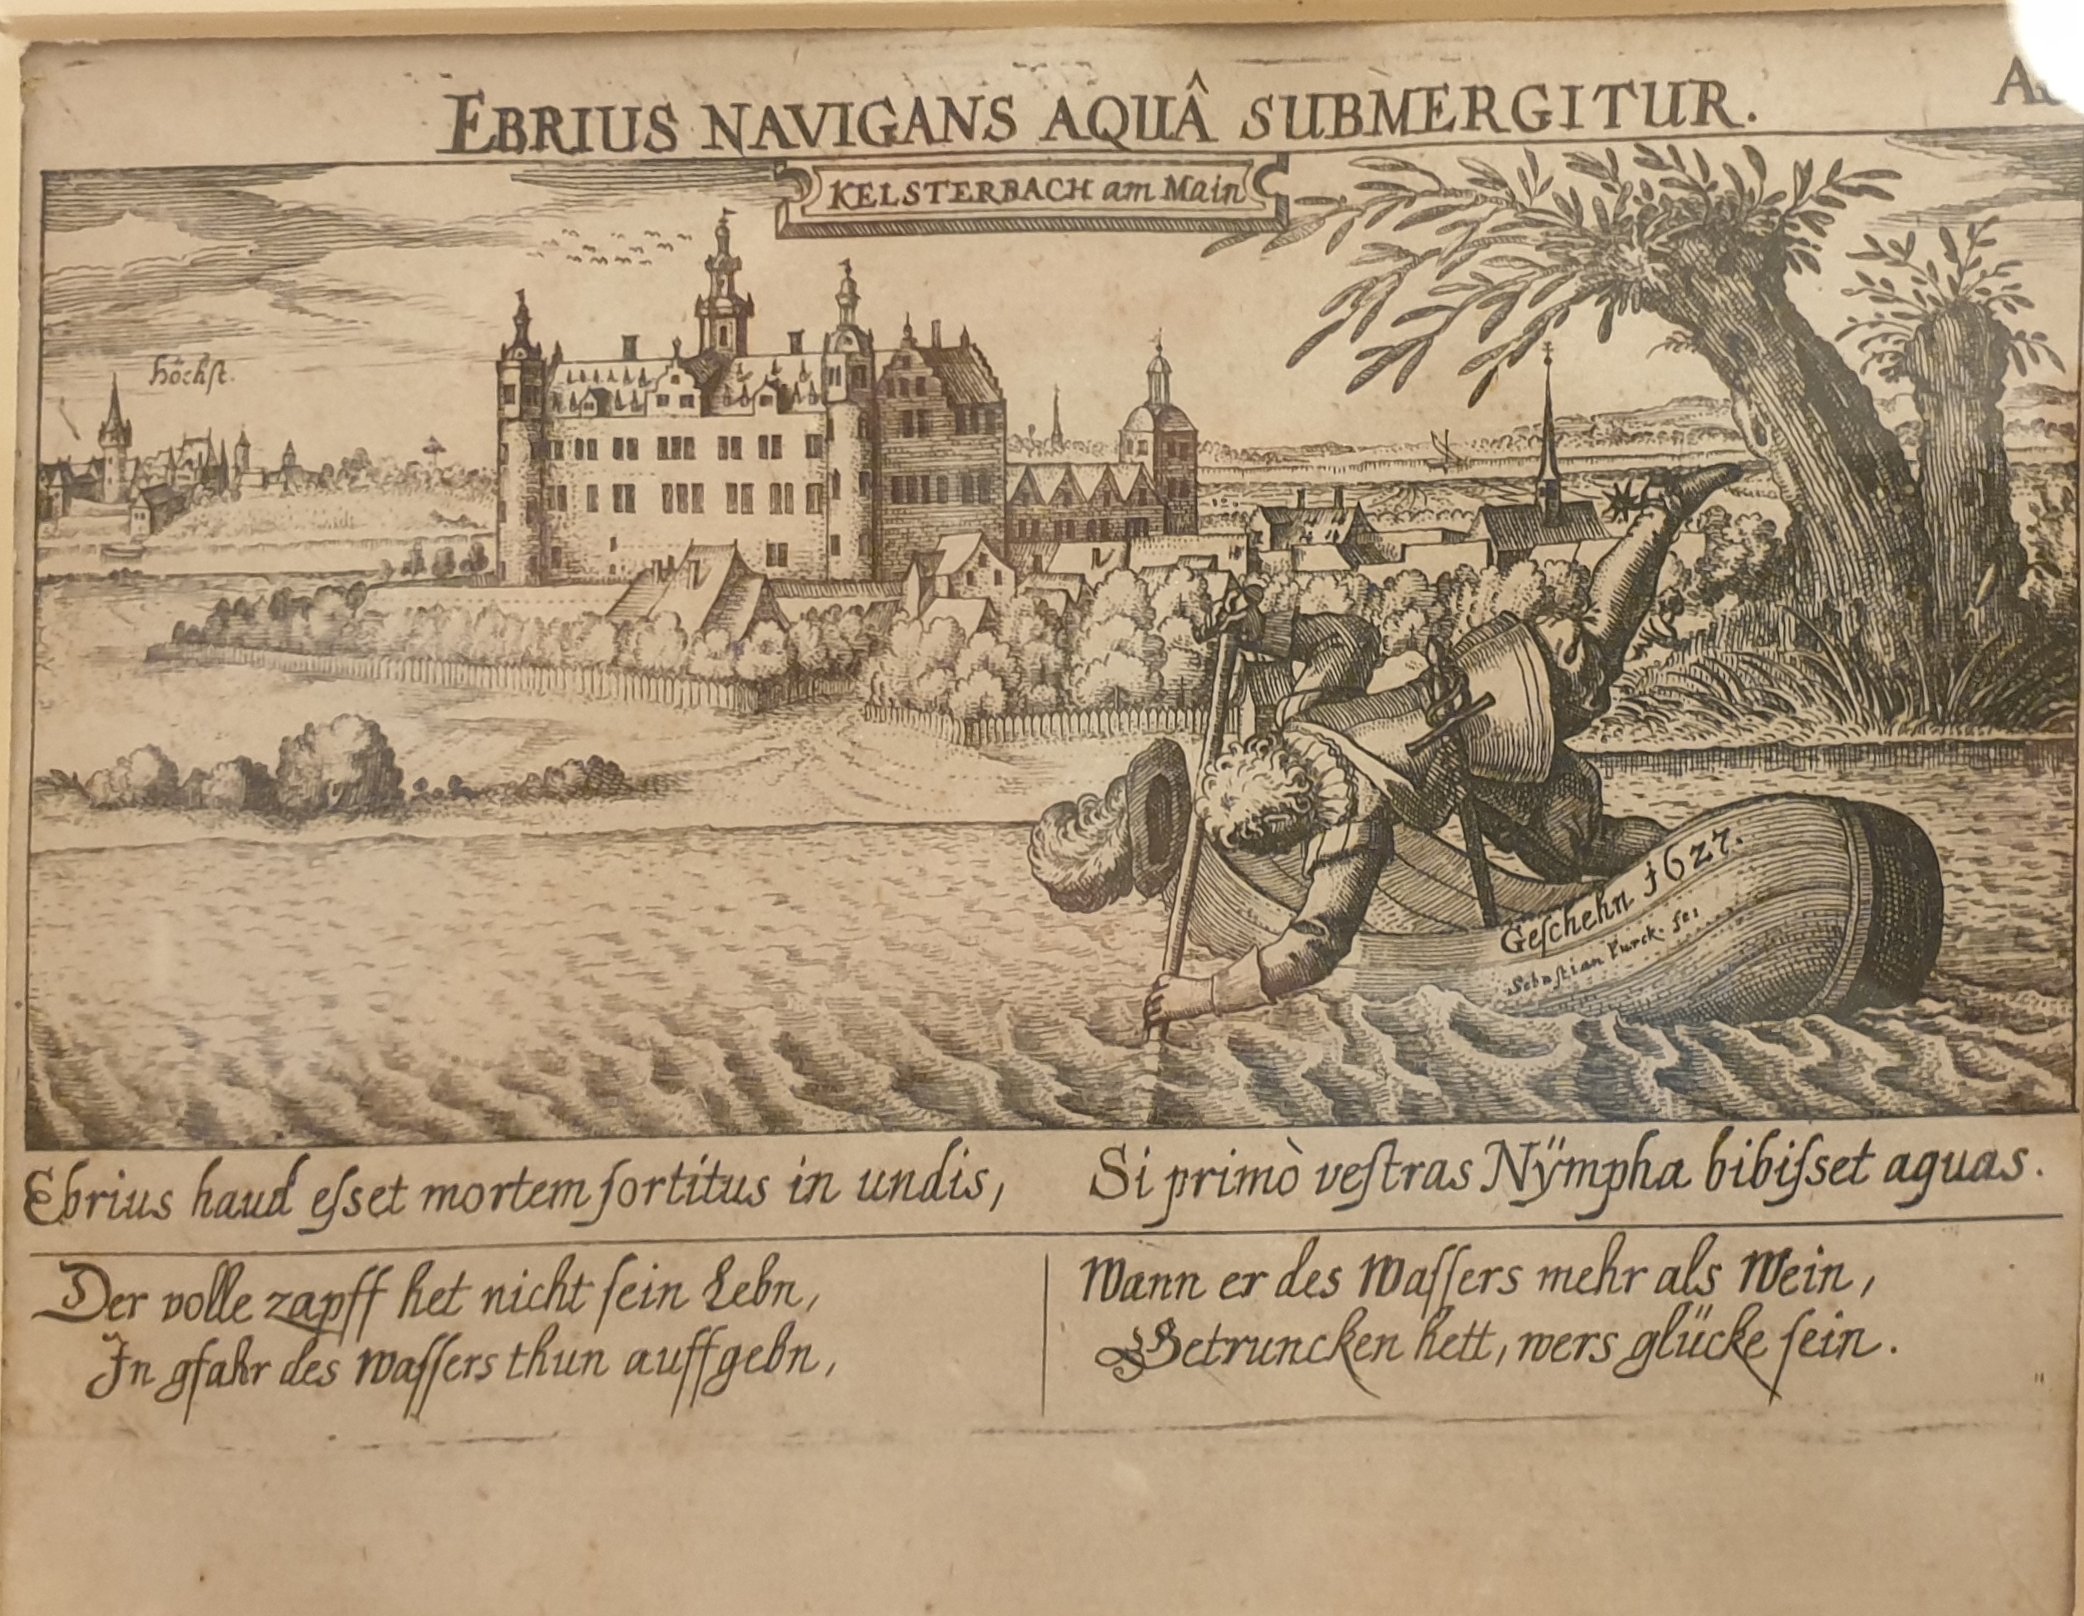 EBRIUS NAVIGANS AQUÂ SUBMERGITUR.
KELSTERBACH am Main
Höchſt.
Geſchehn 1627.
Sebaſtian Furck. fe:
Ebrius haud eſset mortem ſortitus in undis, Si primò veſtras Nÿmpha bibiſset aquas.
Der volle zapff het nicht ſein Lebn,
In gfahr des Waſſers thun auffgebn,
Wann er des Waſſers mehr als Wein,
Getruncken hett, wers glücke ſein.